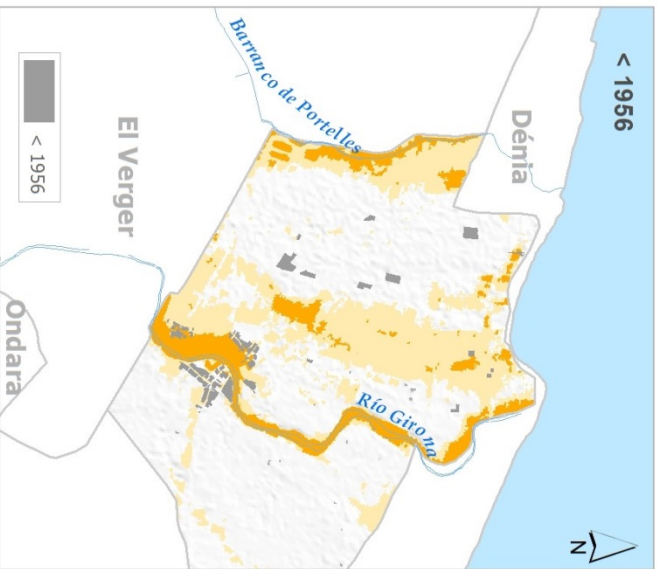 < 1956
Dénia
Barranco de Portelles
El Verger
< 1956
Río Girona
Ondara
N